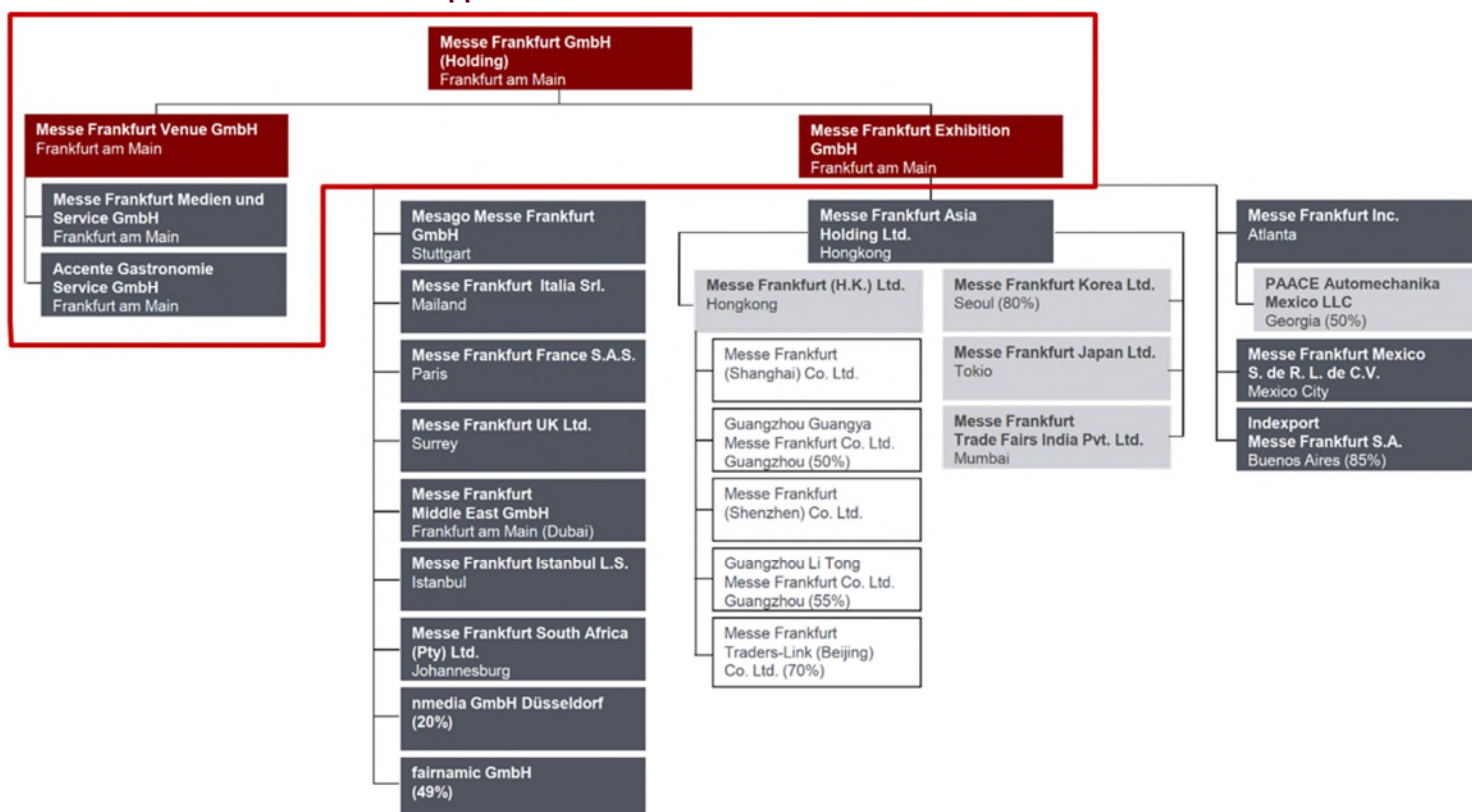 Messe Frankfurt GmbH
(Holding)
Frankfurt am Main
Messe Frankfurt Venue GmbH
Frankfurt am Main
Messe Frankfurt Medien und
Service GmbH
Frankfurt am Main
Accente Gastronomie
Service GmbH
Frankfurt am Main
Messe Frankfurt Exhibition
GmbH
Frankfurt am Main
Mesago Messe Frankfurt
GmbH
Stuttgart
Messe Frankfurt Italia Srl.
Mailand
Messe Frankfurt France S.A.S.
Paris
Messe Frankfurt UK Ltd.
Surrey
Messe Frankfurt
Middle East GmbH
Frankfurt am Main (Dubai)
Messe Frankfurt Istanbul L.S.
Istanbul
Messe Frankfurt South Africa
(Pty) Ltd.
Johannesburg
nmedia GmbH Düsseldorf
(20%)
fairnamic GmbH
(49%)
Messe Frankfurt Asia
Holding Ltd.
Hongkong
Messe Frankfurt (H.K.) Ltd.
Hongkong
Messe Frankfurt
(Shanghai) Co. Ltd.
Guangzhou Guangya
Messe Frankfurt Co. Ltd.
Guangzhou (50%)
Messe Frankfurt
(Shenzhen) Co. Ltd.
Guangzhou Li Tong
Messe Frankfurt Co. Ltd.
Guangzhou (55%)
Messe Frankfurt
Traders-Link (Beijing)
Co. Ltd. (70%)
Messe Frankfurt Korea Ltd.
Seoul (80%)
Messe Frankfurt Japan Ltd.
Tokio
Messe Frankfurt
Trade Fairs India Pvt. Ltd.
Mumbai
Messe Frankfurt Inc.
Atlanta
PAACE Automechanika
Mexico LLC
Georgia (50%)
Messe Frankfurt Mexico
S. de R. L. de C.V.
Mexico City
Indexport
Messe Frankfurt S.A.
Buenos Aires (85%)